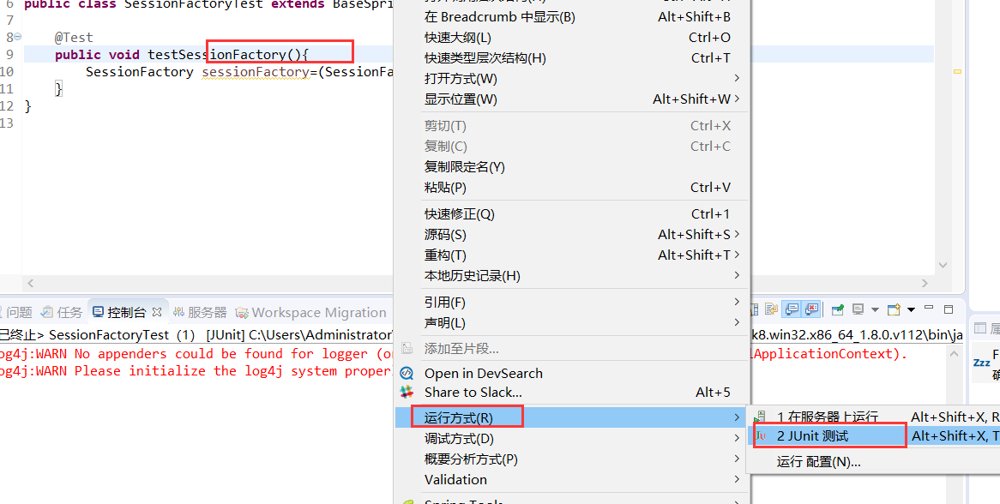 6 public class SessionFactoryTest extends BaseSpri
7
8 @Test
9 public void testSessionFactory(){
10 SessionFactory sessionFactory=(SessionFa
11 }
12 }
13
在 Breadcrumb 中显示(B) Alt+Shift+B
快速大纲(L) Ctrl+O
快速类型层次结构(H) Ctrl+T
打开方式(W)
显示位置(W) Alt+Shift+W
剪切(T) Ctrl+X
复制(C) Ctrl+C
复制限定名(Y)
粘贴(P) Ctrl+V
快速修正(Q) Ctrl+1
源码(S) Alt+Shift+S
重构(T) Alt+Shift+T
本地历史记录(H)
引用(F)
声明(L)
添加至片段...
Open in DevSearch
Share to Slack... Alt+5
运行方式(R)
调试方式(D)
概要分析方式(P)
Validation
Spring Tools
1 在服务器上运行 Alt+Shift+X, R
2 JUnit 测试 Alt+Shift+X, T
运行 配置(N)...
问题 任务 控制台 服务器 Workspace Migration
已终止> SessionFactoryTest (1) [JUnit] C:\Users\Administrator
k8.win32.x86_64_1.8.0.v112\bin\ja
og4j:WARN No appenders could be found for logger (o
ApplicationContext).
og4j:WARN Please initialize the log4j system proper